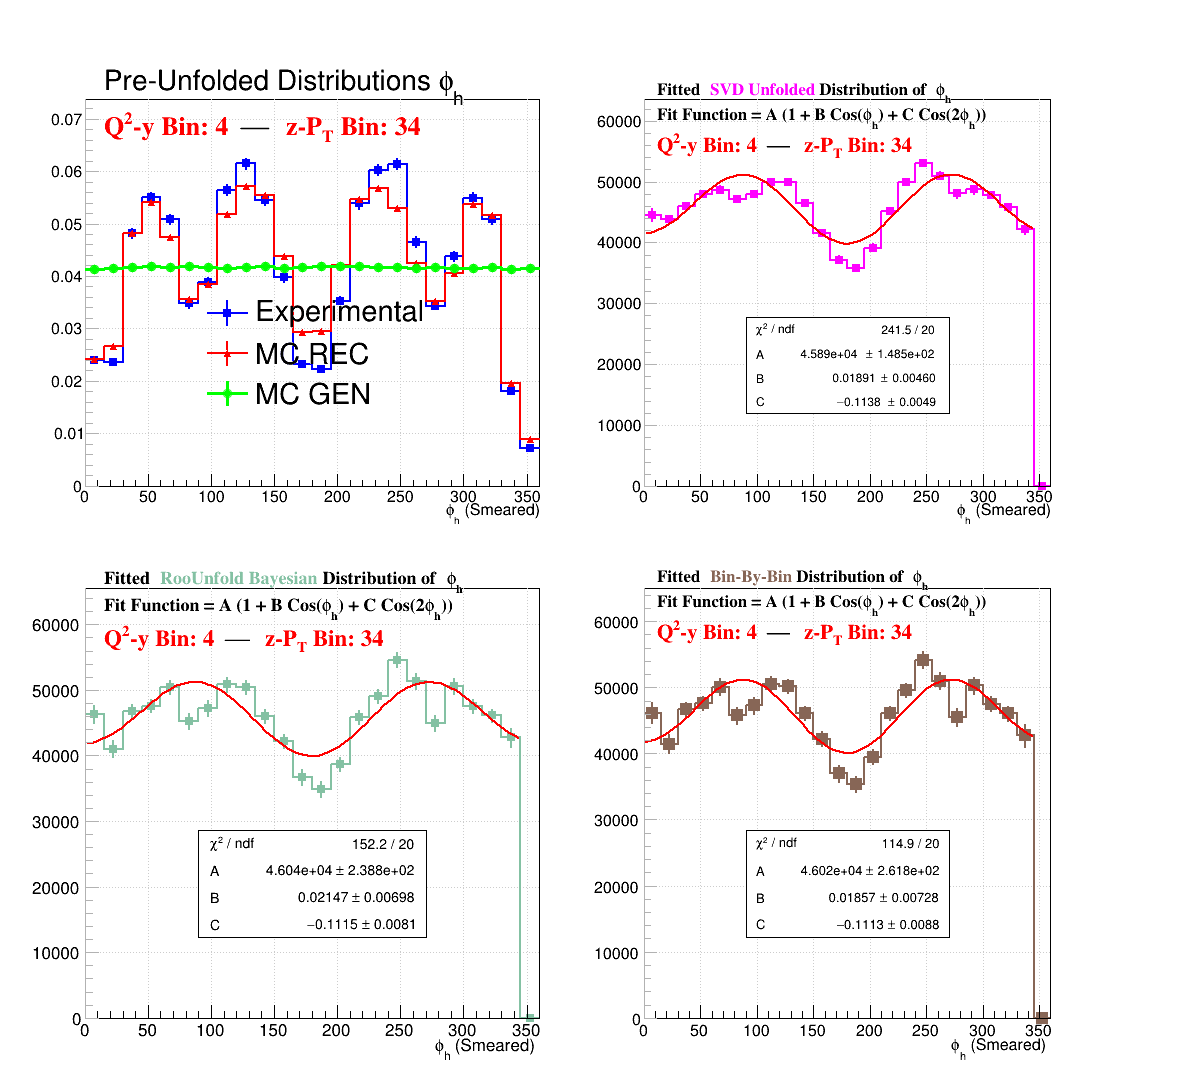 Pre-Unfolded Distributions ϕh
Q²-y Bin: 4 — z-PT Bin: 34
0.07
0.06
0.05
0.04
0.03
0.02
0.01
0
Experimental
MC REC
MC GEN
0 50 100 150 200 250 300 350
ϕh (Smeared)
Fitted SVD Unfolded Distribution of ϕh
Fit Function = A (1 + B Cos(ϕh) + C Cos(2ϕh))
Q²-y Bin: 4 — z-PT Bin: 34
60000
50000
40000
30000
20000
10000
0
χ² / ndf 241.5 / 20
A 4.589e+04 ± 1.485e+02
B 0.01891 ± 0.00460
C −0.1138 ± 0.0049
0 50 100 150 200 250 300 350
ϕh (Smeared)
Fitted RooUnfold Bayesian Distribution of ϕh
Fit Function = A (1 + B Cos(ϕh) + C Cos(2ϕh))
Q²-y Bin: 4 — z-PT Bin: 34
60000
50000
40000
30000
20000
10000
0
χ² / ndf 152.2 / 20
A 4.604e+04 ± 2.388e+02
B 0.02147 ± 0.00698
C −0.1115 ± 0.0081
0 50 100 150 200 250 300 350
ϕh (Smeared)
Fitted Bin-By-Bin Distribution of ϕh
Fit Function = A (1 + B Cos(ϕh) + C Cos(2ϕh))
Q²-y Bin: 4 — z-PT Bin: 34
60000
50000
40000
30000
20000
10000
0
χ² / ndf 114.9 / 20
A 4.602e+04 ± 2.618e+02
B 0.01857 ± 0.00728
C −0.1113 ± 0.0088
0 50 100 150 200 250 300 350
ϕh (Smeared)